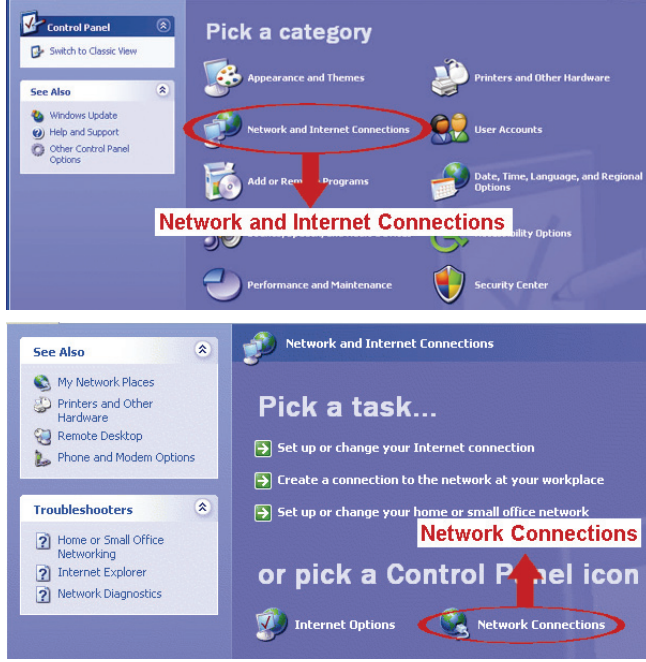 Control Panel
Switch to Classic View
See Also
Windows Update
Help and Support
Other Control Panel
Options
Pick a category
Appearance and Themes
Printers and Other Hardware
Network and Internet Connections
User Accounts
Add or Remove Programs
Date, Time, Language, and Regional
Options
Network and Internet Connections
Performance and Maintenance
Security Center
See Also
My Network Places
Printers and Other
Hardware
Remote Desktop
Phone and Modem Options
Troubleshooters
Home or Small Office
Networking
Internet Explorer
Network Diagnostics
Network and Internet Connections
Pick a task...
Set up or change your Internet connection
Create a connection to the network at your workplace
Set up or change your home or small office network
Network Connections
or pick a Control Panel icon
Internet Options
Network Connections